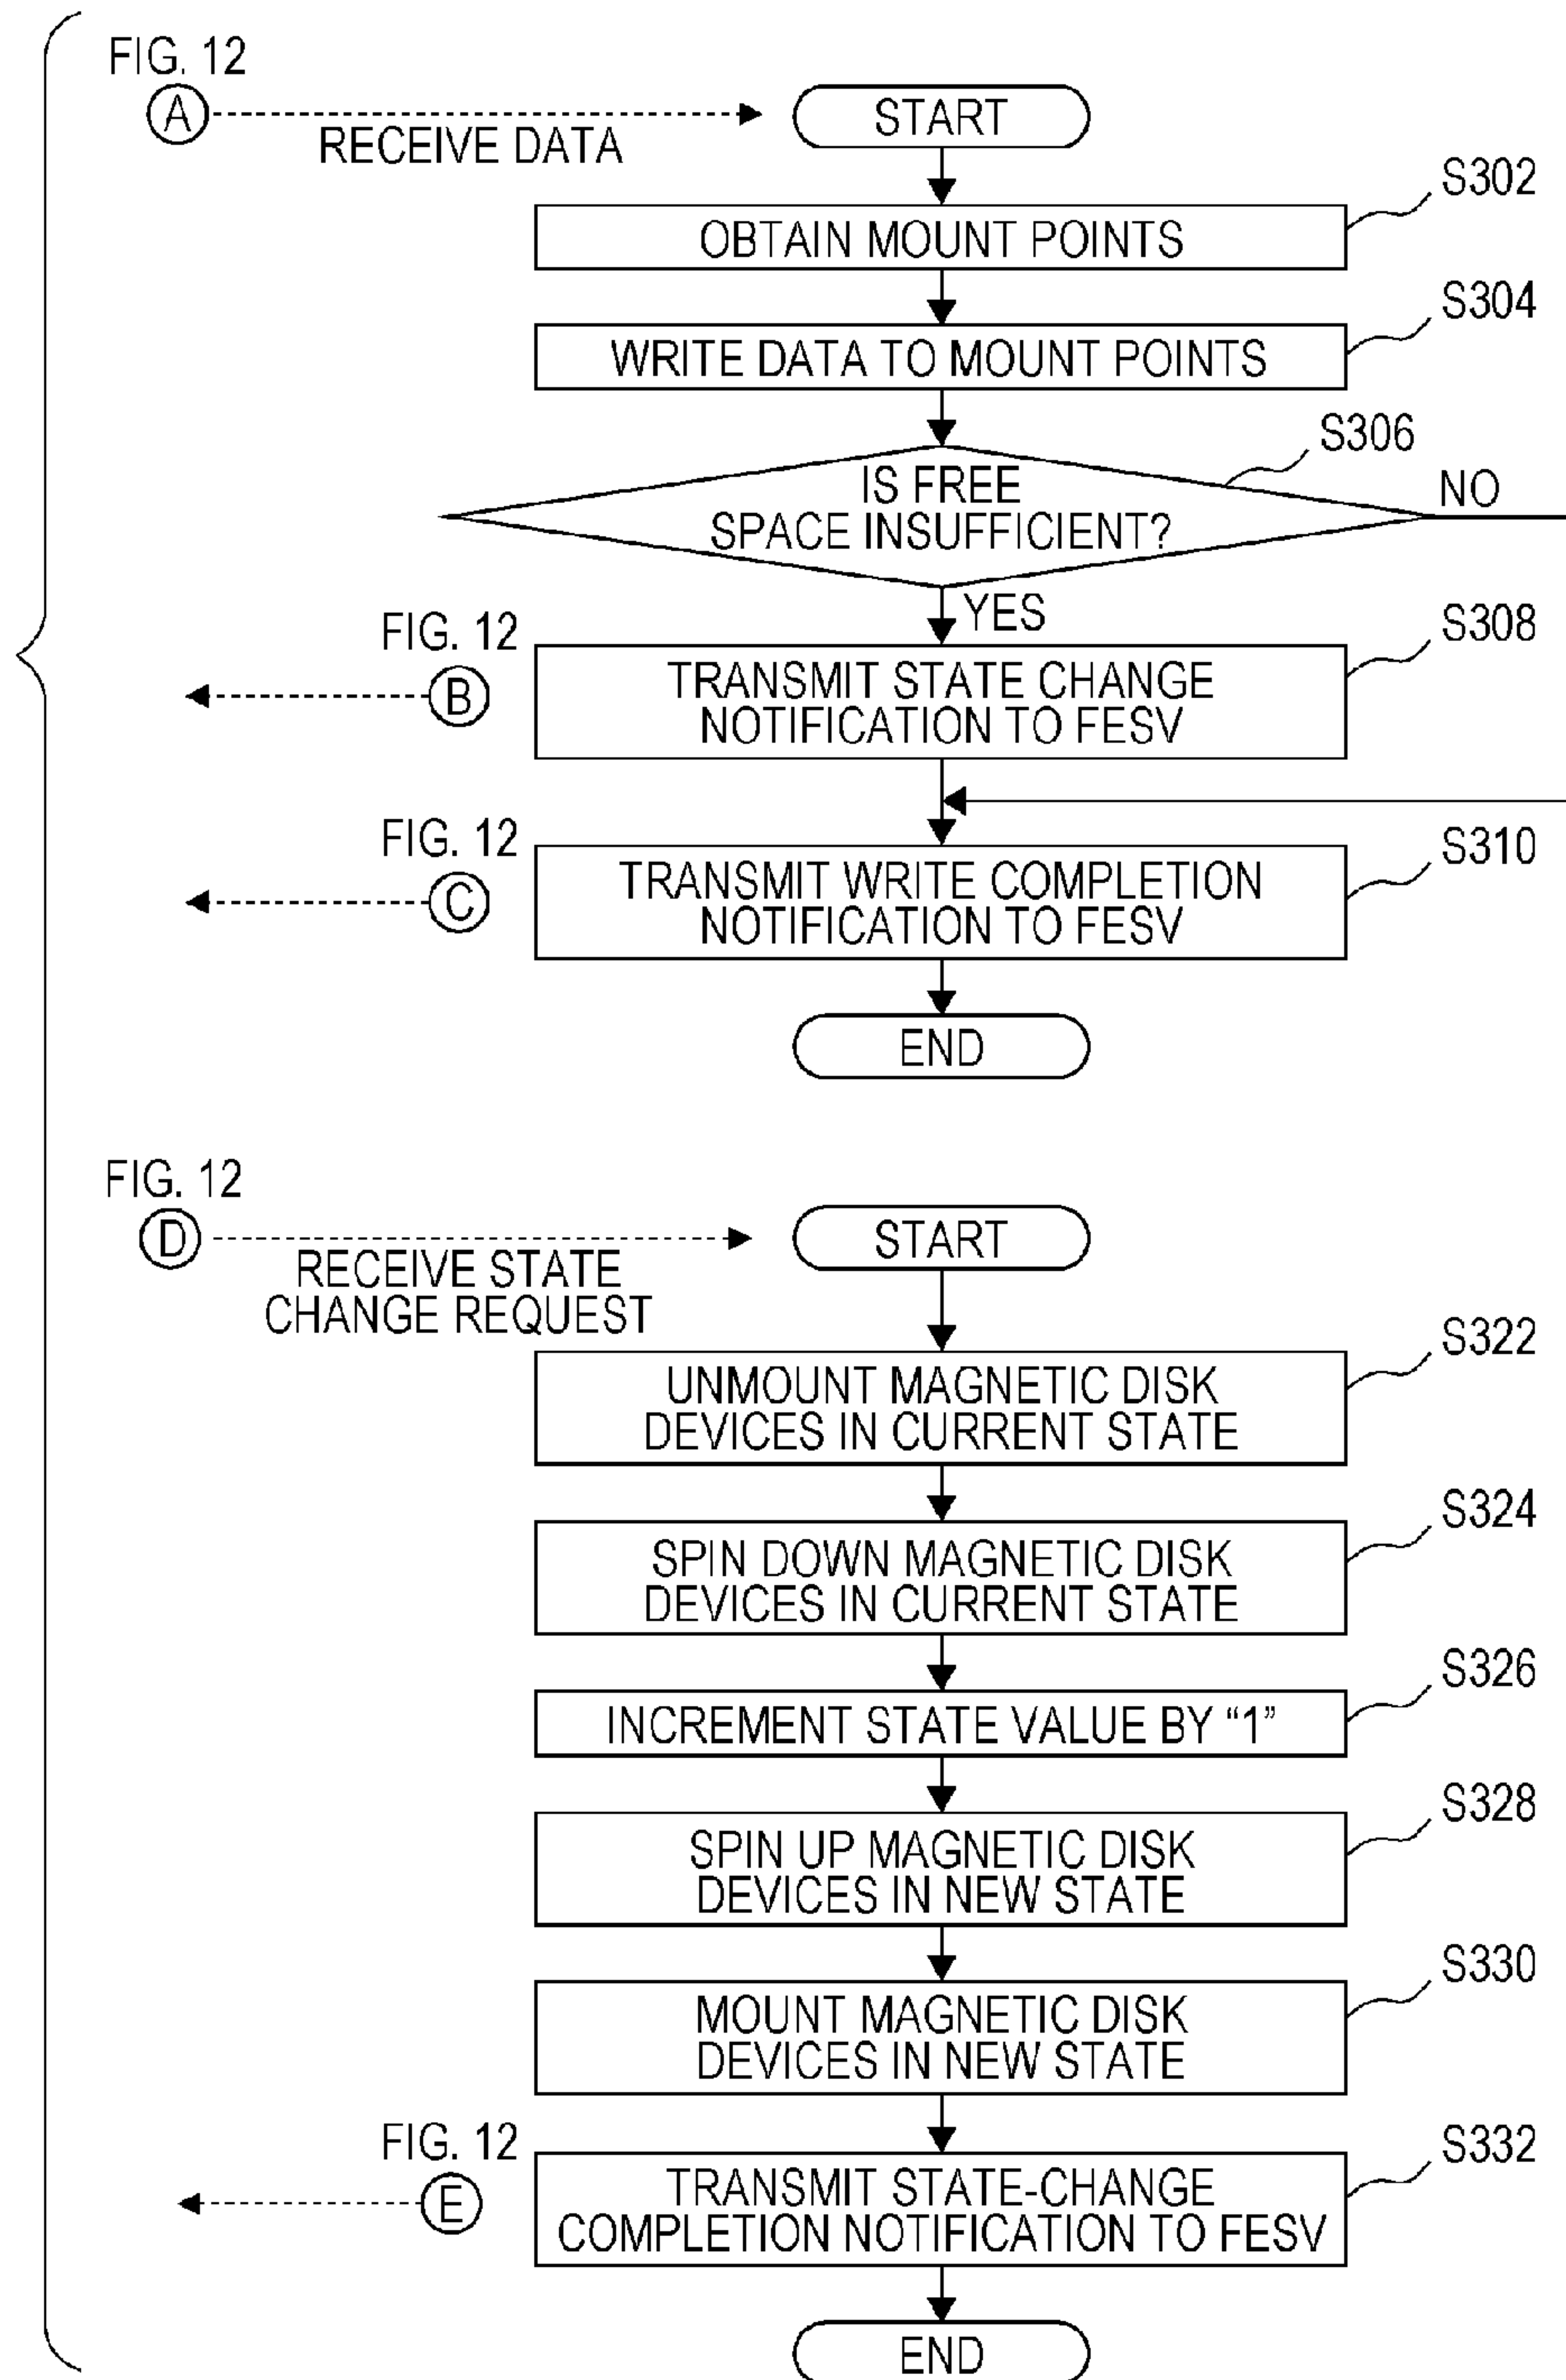 FIG. 12
A
RECEIVE DATA
START
S302
OBTAIN MOUNT POINTS
S304
WRITE DATA TO MOUNT POINTS
S306
IS FREE
SPACE INSUFFICIENT?
NO
YES
FIG. 12
B
S308
TRANSMIT STATE CHANGE
NOTIFICATION TO FESV
FIG. 12
C
S310
TRANSMIT WRITE COMPLETION
NOTIFICATION TO FESV
END
FIG. 12
D
RECEIVE STATE
CHANGE REQUEST
START
S322
UNMOUNT MAGNETIC DISK
DEVICES IN CURRENT STATE
S324
SPIN DOWN MAGNETIC DISK
DEVICES IN CURRENT STATE
S326
INCREMENT STATE VALUE BY “1”
S328
SPIN UP MAGNETIC DISK
DEVICES IN NEW STATE
S330
MOUNT MAGNETIC DISK
DEVICES IN NEW STATE
FIG. 12
E
S332
TRANSMIT STATE-CHANGE
COMPLETION NOTIFICATION TO FESV
END